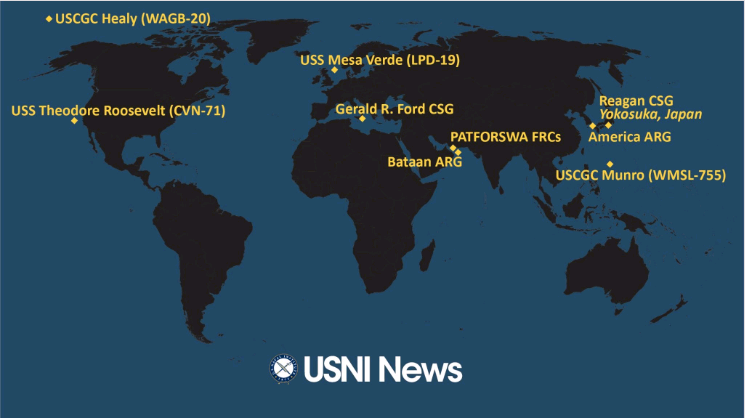 USCGC Healy (WAGB-20)
USS Mesa Verde (LPD-19)
USS Theodore Roosevelt (CVN-71)
Gerald R. Ford CSG
Reagan CSG
Yokosuka, Japan
PATFORSWA FRCs
America ARG
Bataan ARG
USCGC Munro (WMSL-755)
USNI News